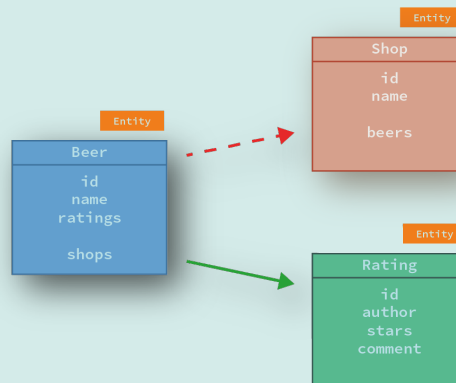 Entity
Beer
id
name
ratings
shops
Entity
Shop
id
name
beers
Entity
Rating
id
author
stars
comment